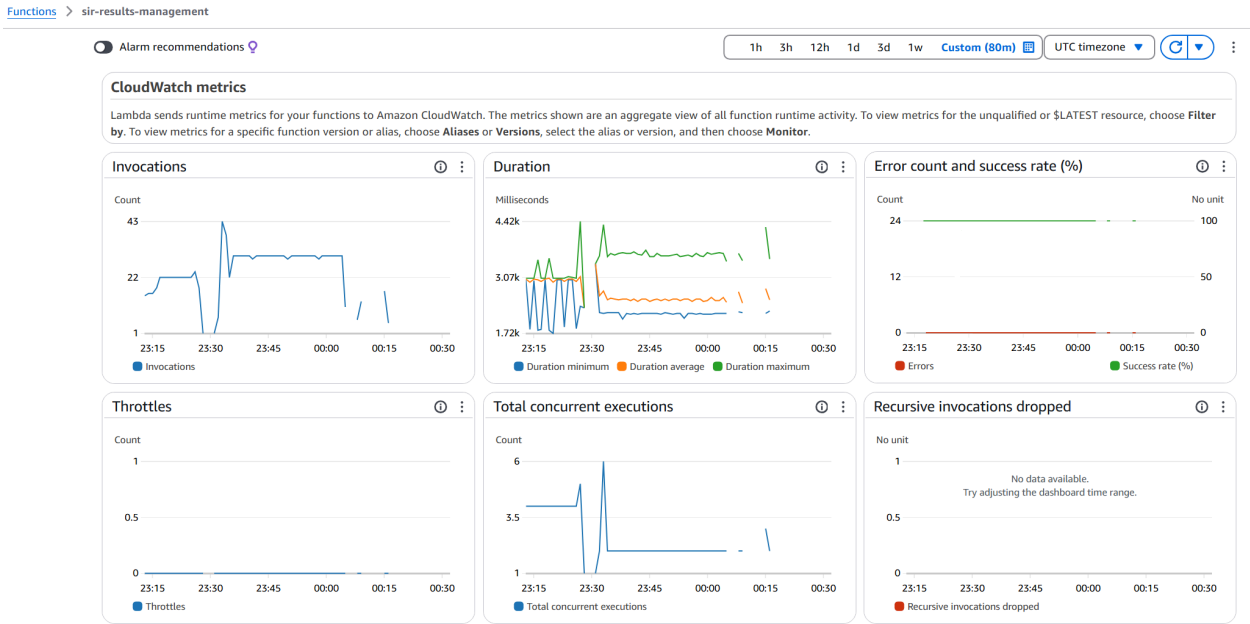 Functions > sir-results-management
Alarm recommendations
1h 3h 12h 1d 3d 1w Custom (80m) UTC timezone
CloudWatch metrics
Lambda sends runtime metrics for your functions to Amazon CloudWatch. The metrics shown are an aggregate view of all function runtime activity. To view metrics for the unqualified or $LATEST resource, choose Filter
by. To view metrics for a specific function version or alias, choose Aliases or Versions, select the alias or version, and then choose Monitor.
Invocations
Count
43
22
1
23:15 23:30 23:45 00:00 00:15 00:30
Invocations
Duration
Milliseconds
4.42k
3.07k
1.72k
23:15 23:30 23:45 00:00 00:15 00:30
Duration minimum Duration average Duration maximum
Error count and success rate (%)
Count No unit
24 100
12 50
0 0
23:15 23:30 23:45 00:00 00:15 00:30
Errors Success rate (%)
Throttles
Count
1
0.5
0
23:15 23:30 23:45 00:00 00:15 00:30
Throttles
Total concurrent executions
Count
6
3.5
1
23:15 23:30 23:45 00:00 00:15 00:30
Total concurrent executions
Recursive invocations dropped
No unit
1
No data available.
Try adjusting the dashboard time range.
0.5
0
23:15 23:30 23:45 00:00 00:15 00:30
Recursive invocations dropped